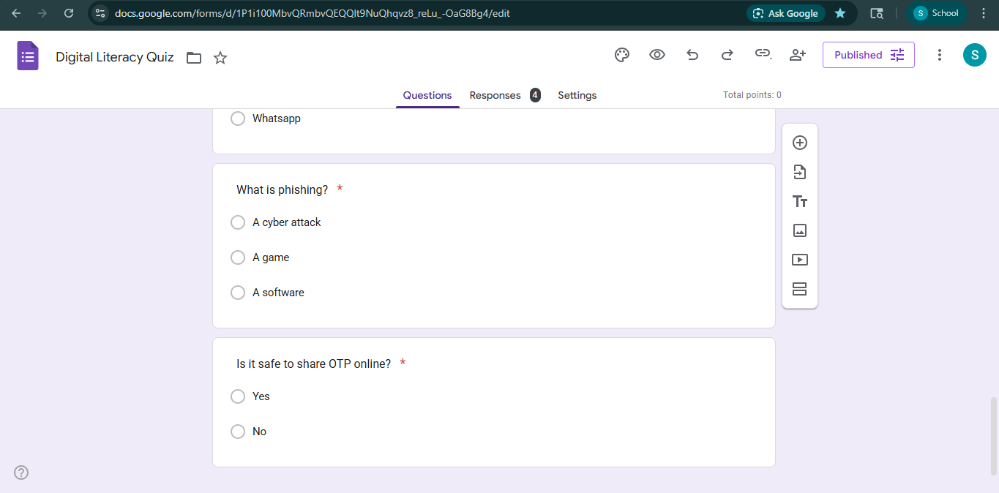 docs.google.com/forms/d/1P1i100MbvQRmbvQEQQIt9NuQhqvz8_reLu_-OaG8Bg4/edit
Ask Google
S School
Digital Literacy Quiz
Published
S
Questions
Responses 4
Settings
Total points: 0
Whatsapp
What is phishing? *
A cyber attack
A game
A software
Is it safe to share OTP online? *
Yes
No